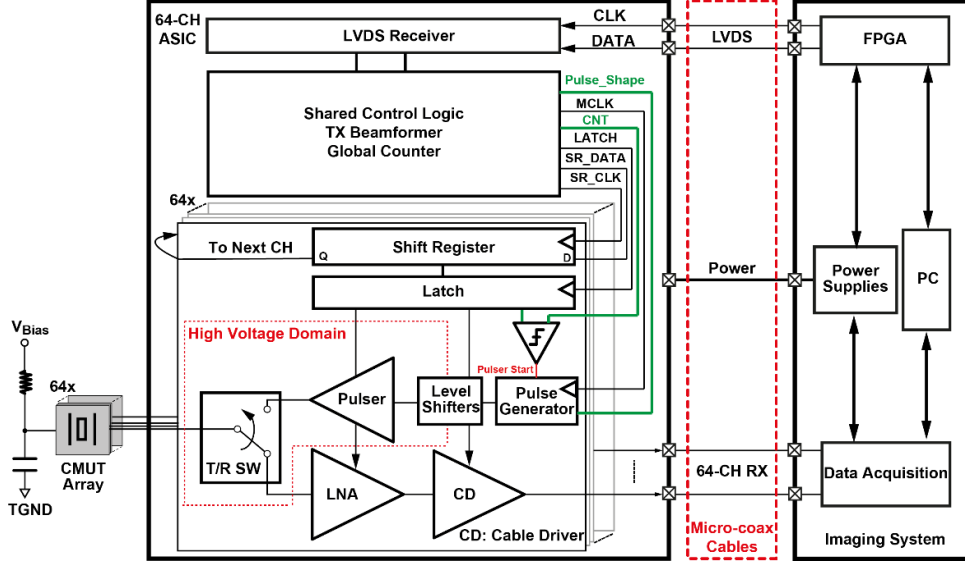 64-CH
ASIC
LVDS Receiver
CLK
DATA
LVDS
FPGA
Shared Control Logic
TX Beamformer
Global Counter
Pulse_Shape
MCLK
CNT
LATCH
SR_DATA
SR_CLK
64x
To Next CH
Q
Shift Register
D
Latch
Power
Power
Supplies
PC
VBias
High Voltage Domain
Pulser Start
64x
Pulser
Level
Shifters
Pulse
Generator
T/R SW
CMUT
Array
TGND
LNA
CD
CD: Cable Driver
64-CH RX
Data Acquisition
Micro-coax
Cables
Imaging System